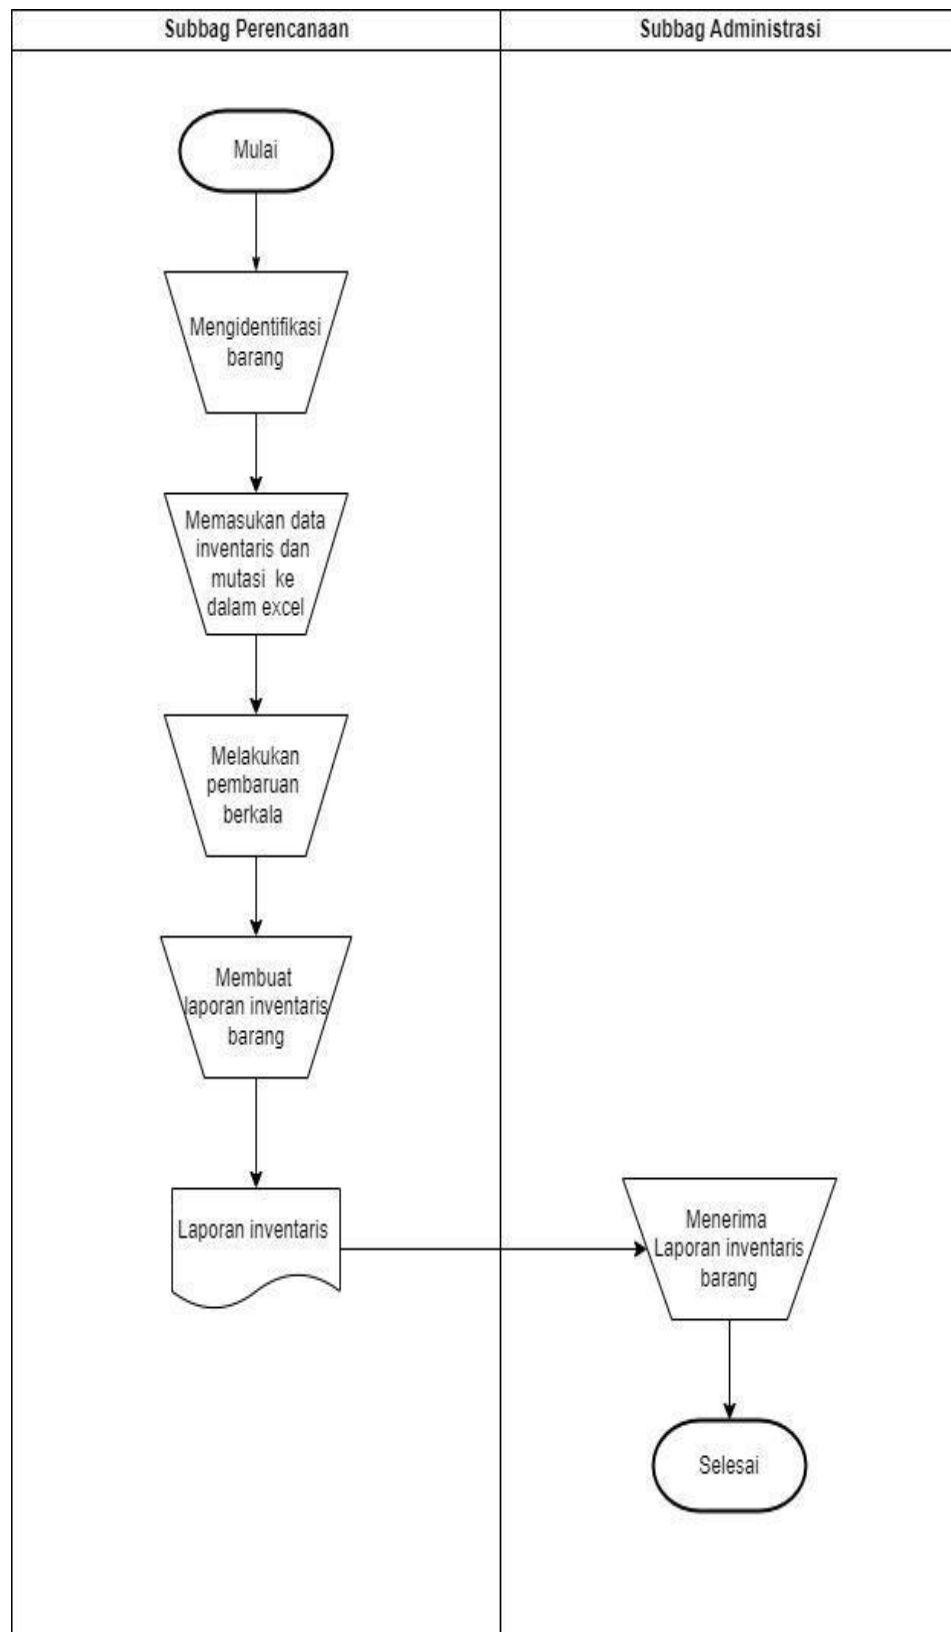 Subbag Perencanaan
Subbag Administrasi
Mulai
Mengidentifikasi
barang
Memasukan data
inventaris dan
mutasi ke
dalam excel
Melakukan
pembaruan
berkala
Membuat
laporan inventaris
barang
Laporan inventaris
Menerima
Laporan inventaris
barang
Selesai